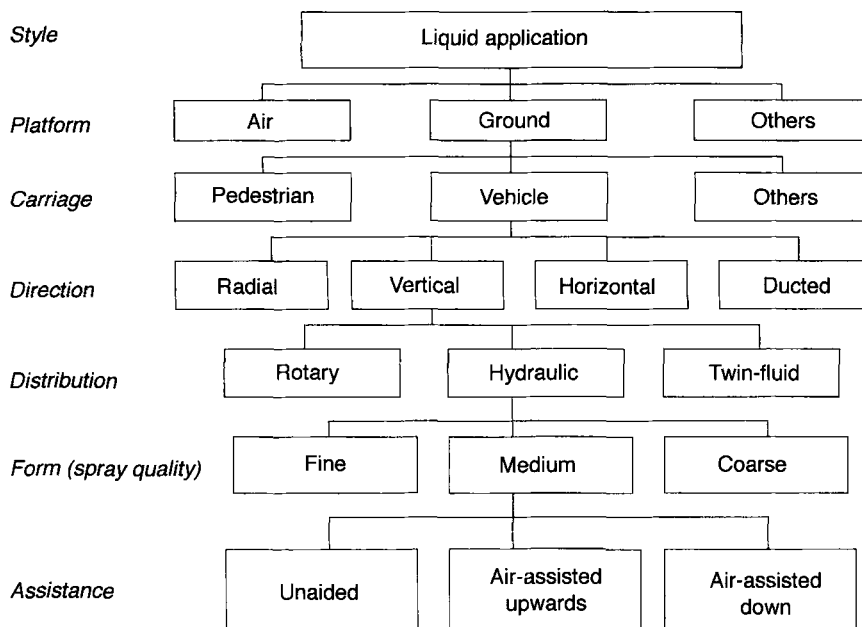 Style
Liquid application
Platform
Air
Ground
Others
Carriage
Pedestrian
Vehicle
Others
Direction
Radial
Vertical
Horizontal
Ducted
Distribution
Rotary
Hydraulic
Twin-fluid
Form (spray quality)
Fine
Medium
Coarse
Assistance
Unaided
Air-assisted
upwards
Air-assisted
down